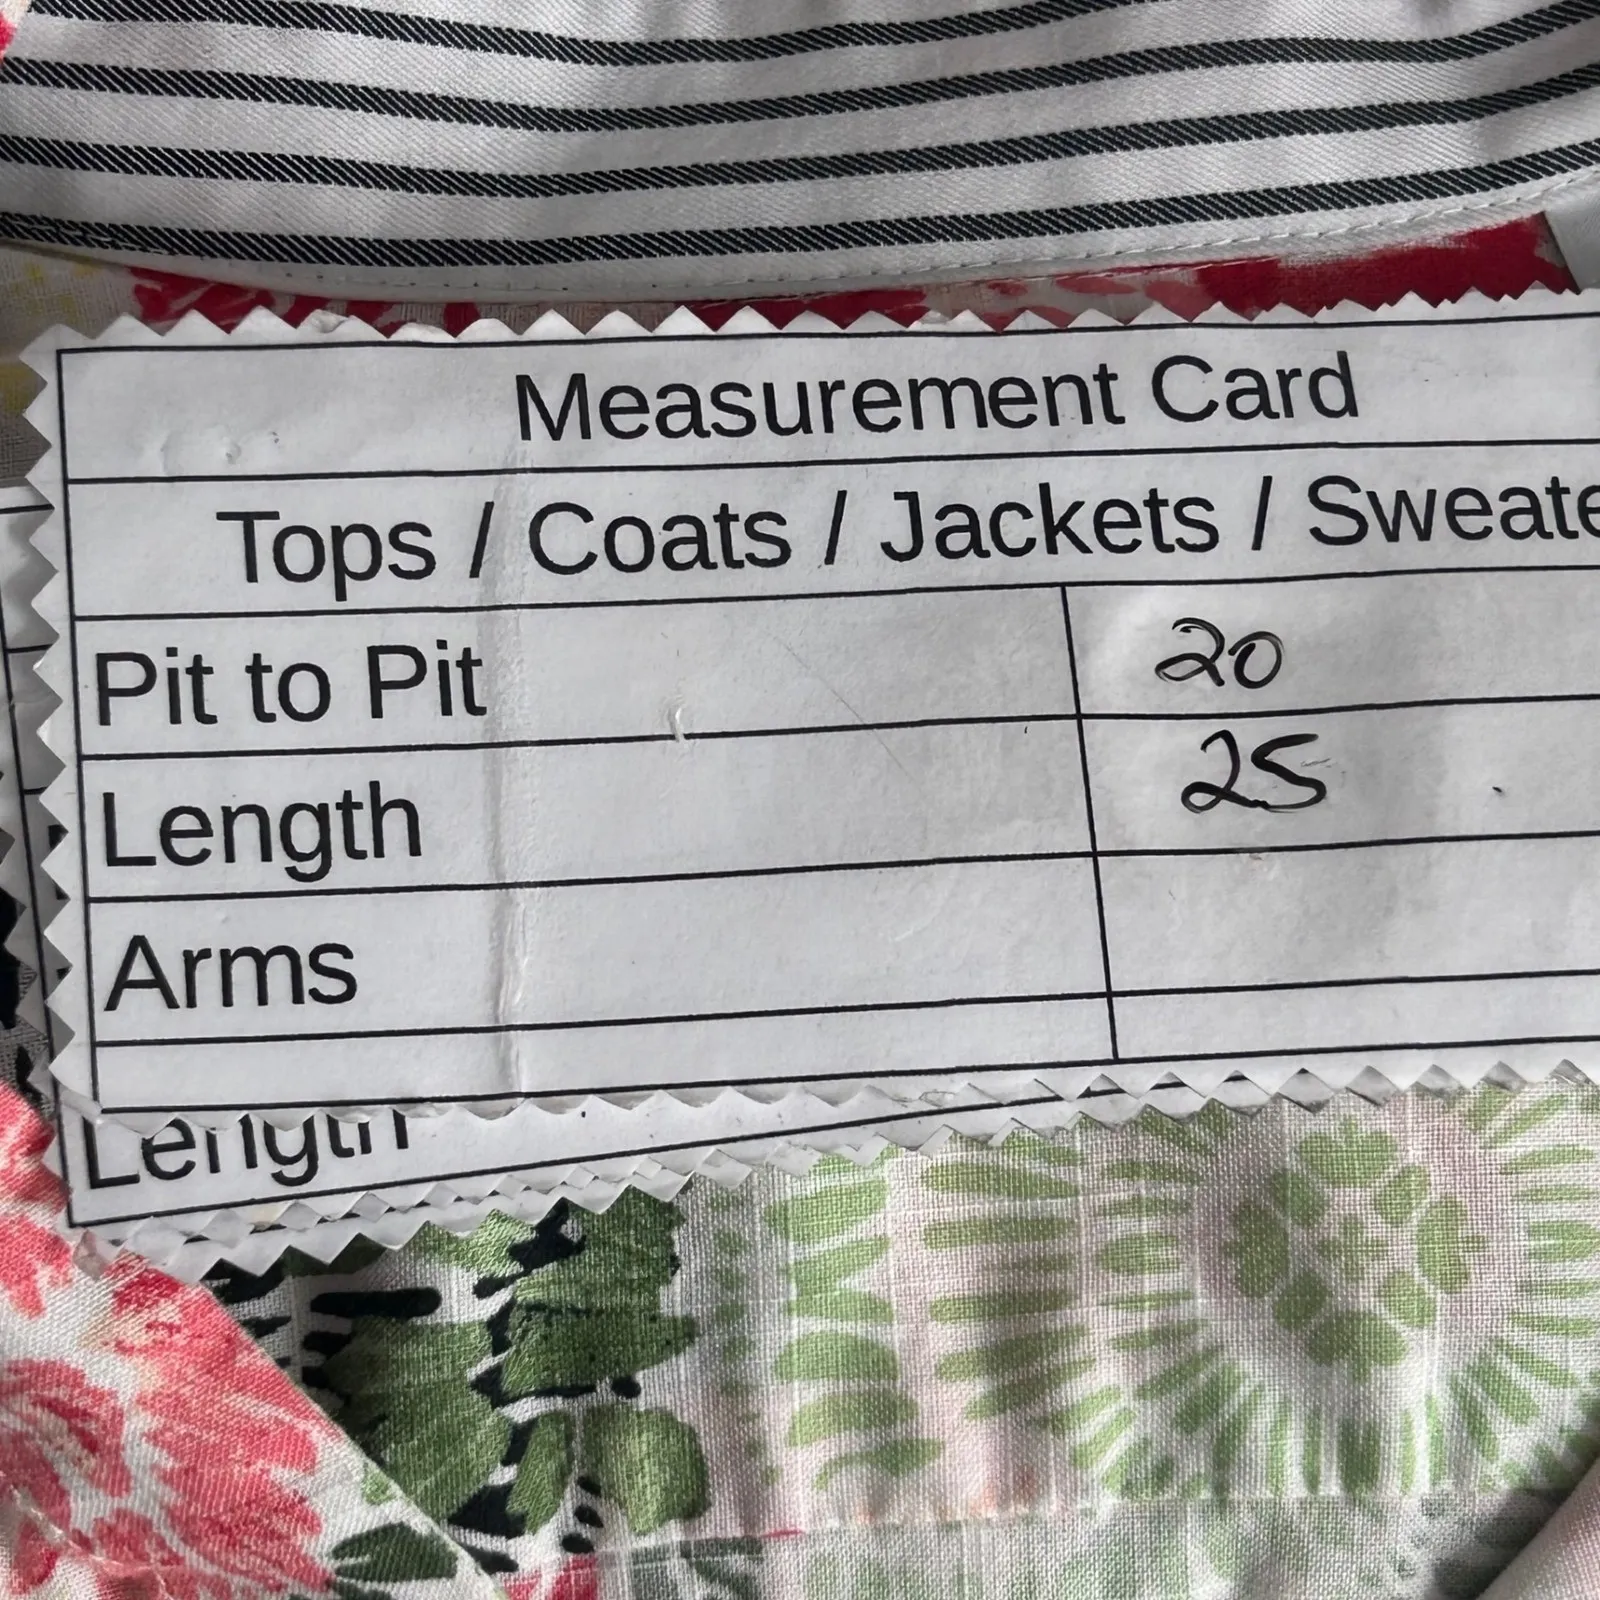 Measurement Card
Tops / Coats / Jackets / Sweate
Pit to Pit 20
Length 25
Arms
Length